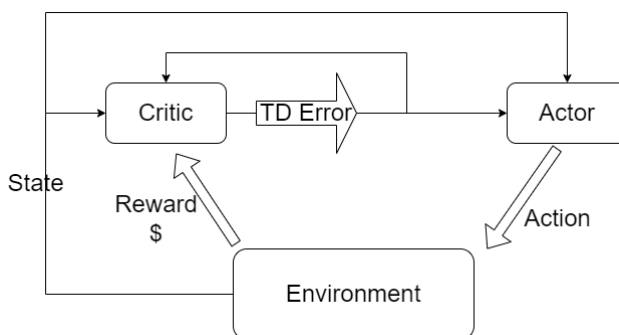 Critic
TD Error
Actor
State
Reward
$
Action
Environment